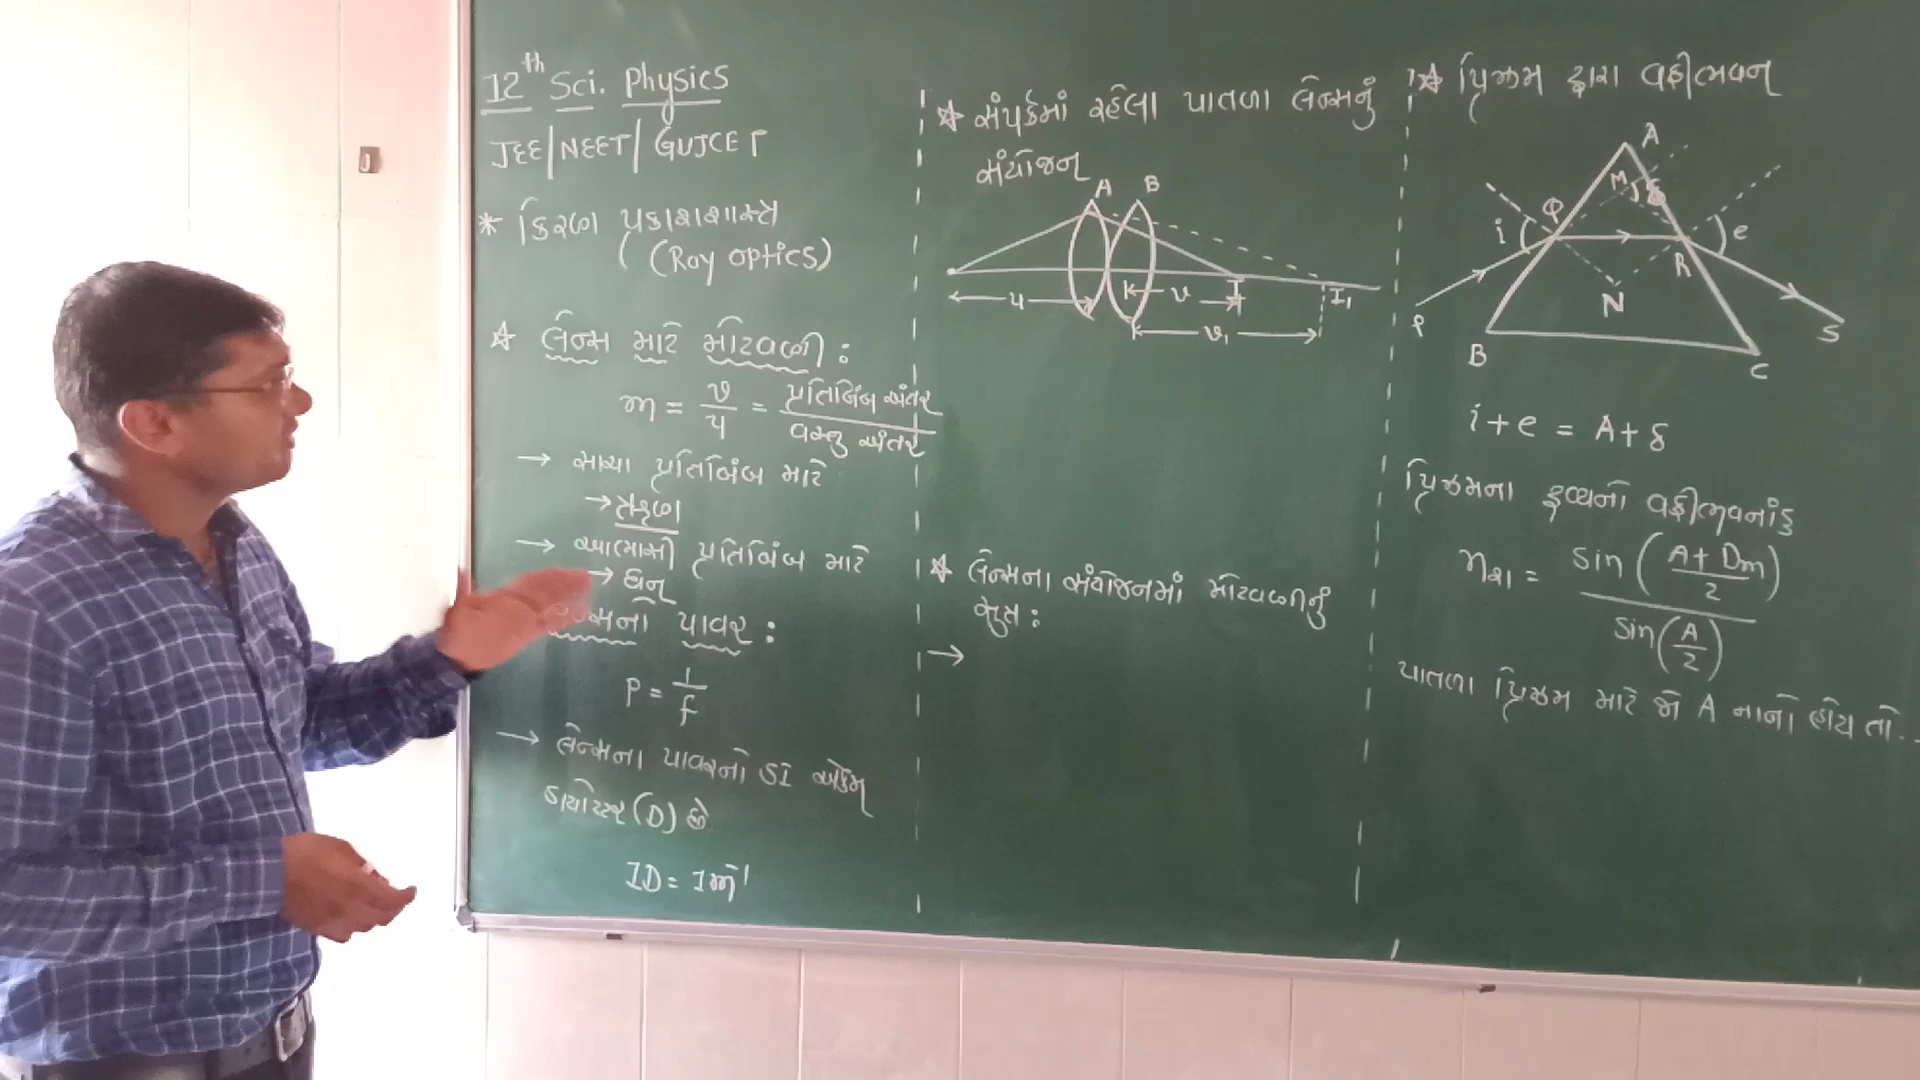 12th Sci. Physics
JEE/NEET/ GUJCET
* કિરણ પ્રકાશશાસ્ત્ર
(Ray optics)
☆ લેન્સ માટે મોટવણી :
m = v/u = પ્રતિબિંબ અંતર / વસ્તુ અંતર
→ સાચા પ્રતિબિંબ માટે
→ ઋણ
→ આભાસી પ્રતિબિંબ માટે
→ ધન
લેન્સનો પાવર :
P = 1/f
→ લેન્સના પાવરનો SI એકમ
ડાયોપ્ટર (D) છે
1D = 1m⁻¹
☆ સંપર્કમાં રહેલા પાતળા લેન્સનું
સંયોજન
A B
u v I I₁
v₁
☆ લેન્સના સંયોજનમાં મોટવણીનું
સૂત્ર :
→
☆ પ્રિઝમ દ્વારા વક્રીભવન
A
M δ
i Q e
R
N
P S
B C
i + e = A + δ
પ્રિઝમના દ્રવ્યનો વક્રીભવનાંક
n₂₁ = sin ((A + Dm)/2) / sin (A/2)
પાતળા પ્રિઝમ માટે જો A નાનો હોય તો..